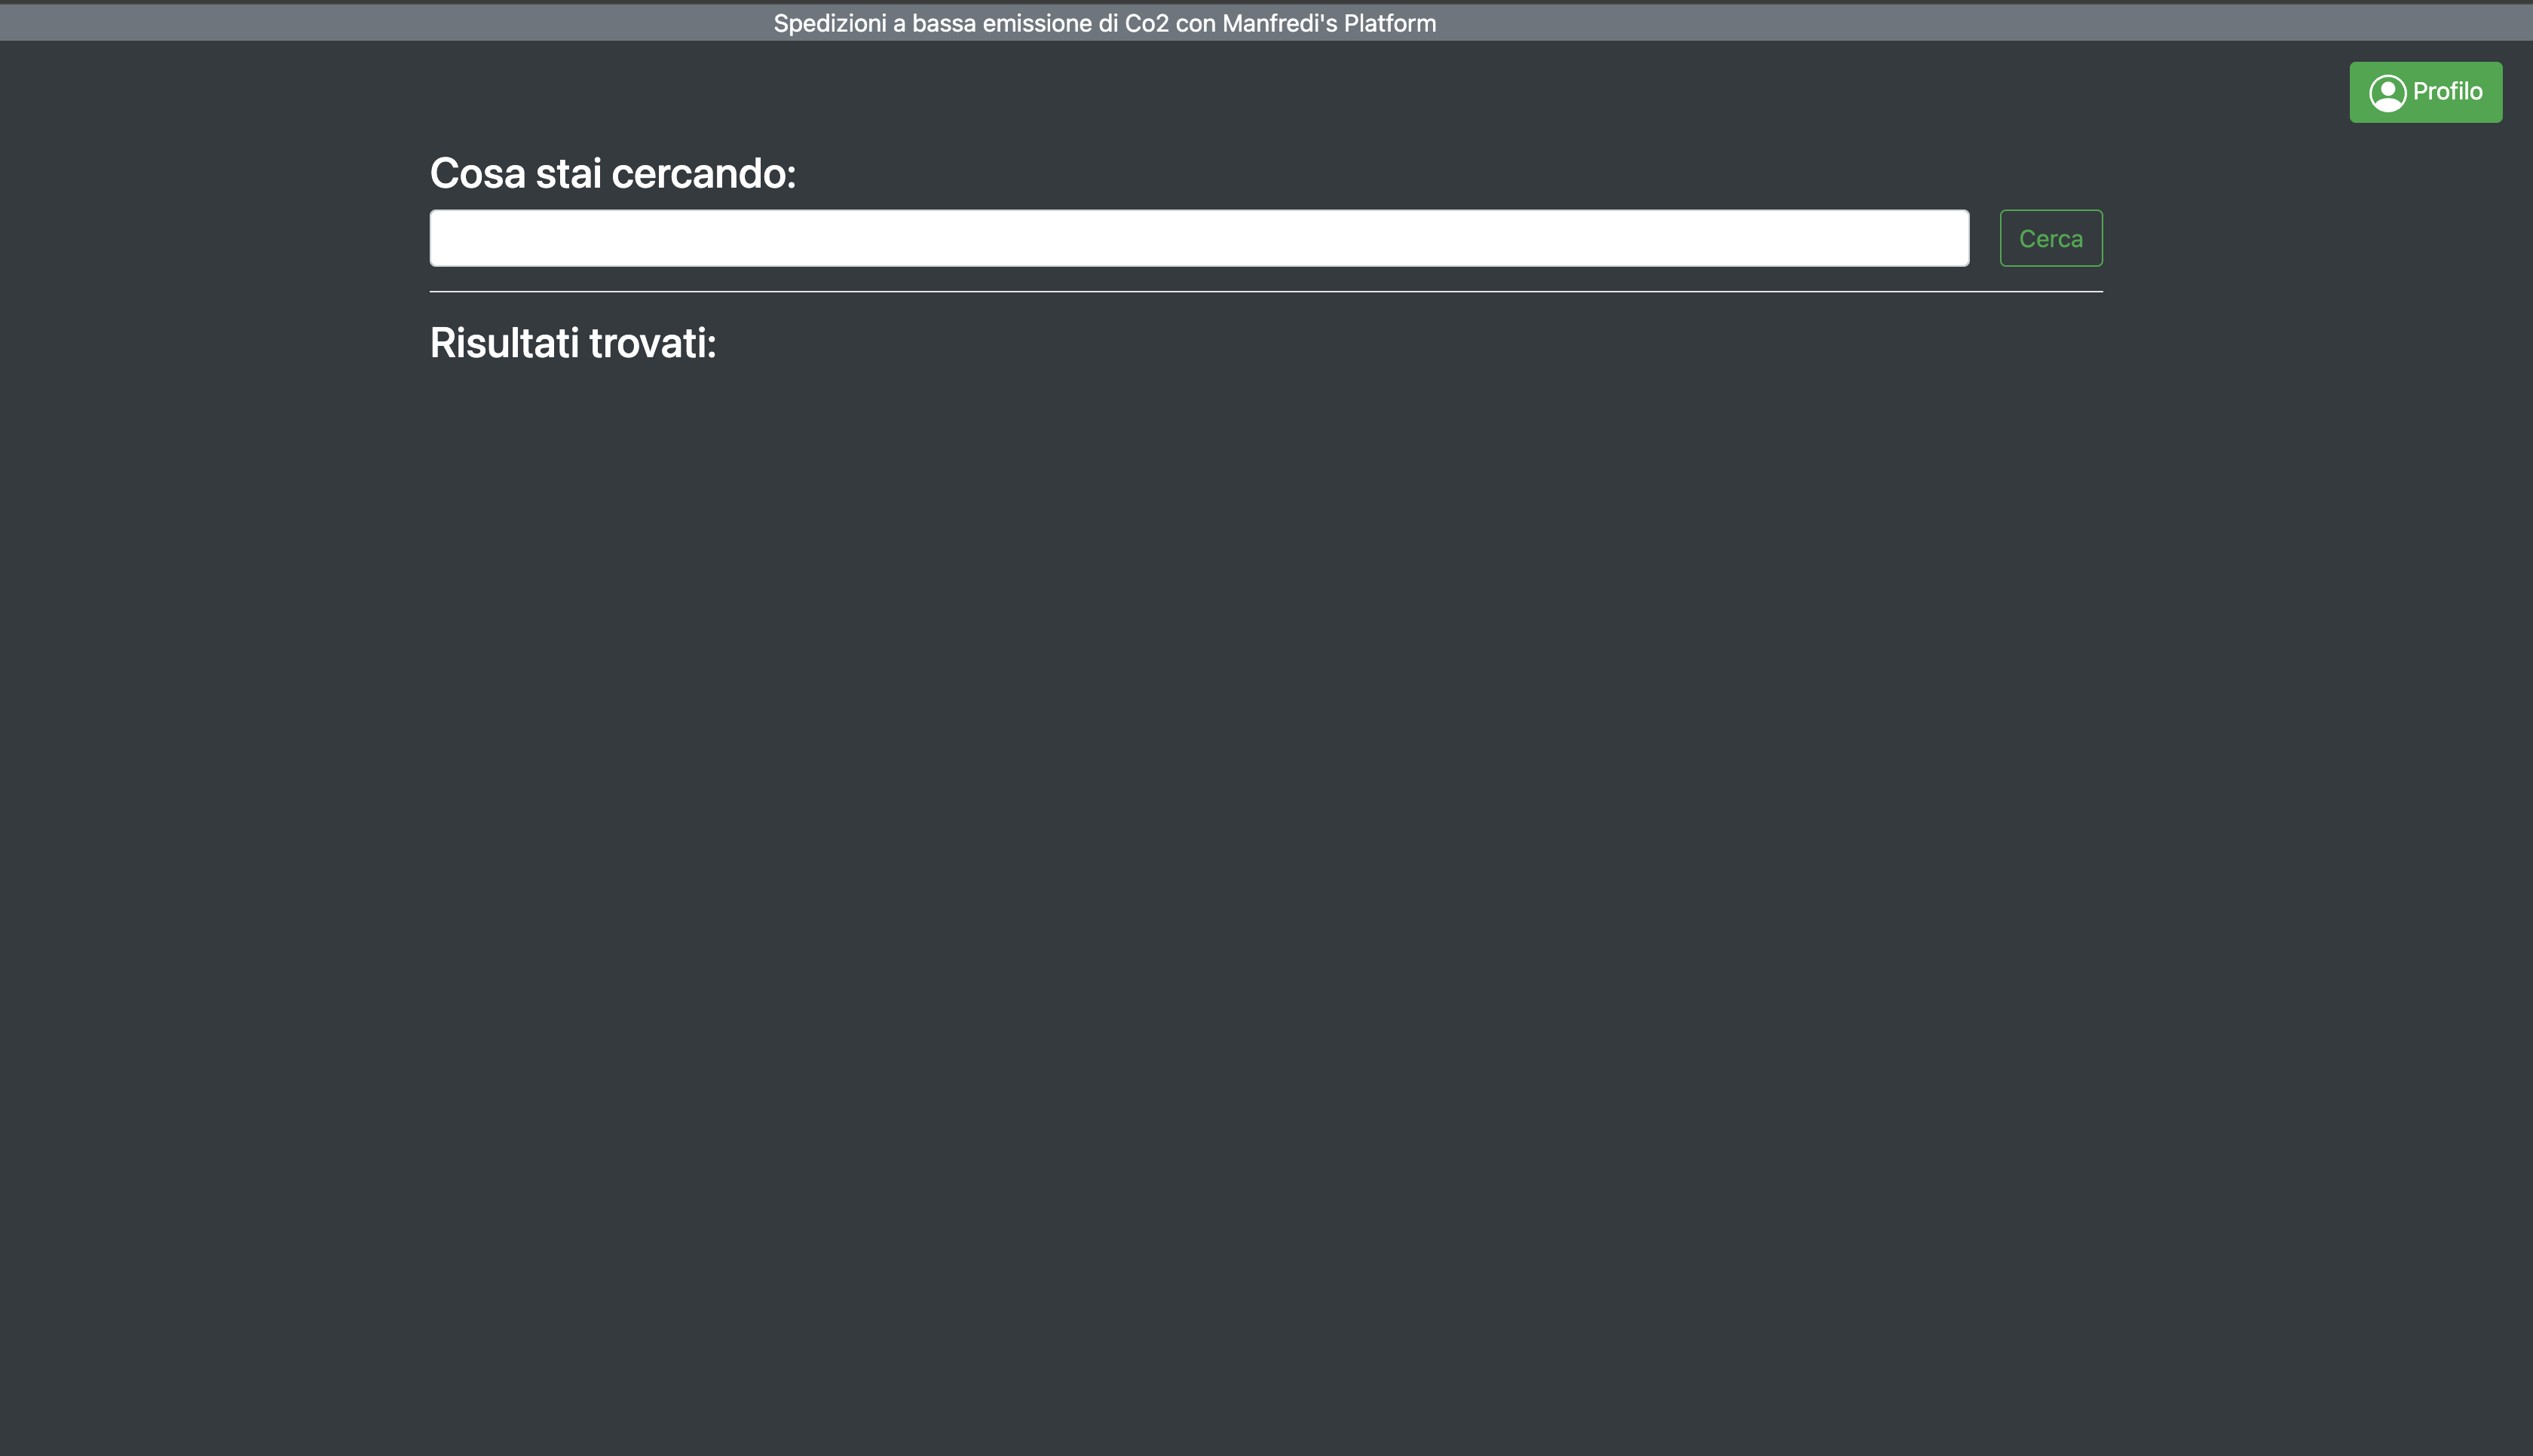 Spedizioni a bassa emissione di Co2 con Manfredi's Platform
Profilo
Cosa stai cercando:
Cerca
Risultati trovati: